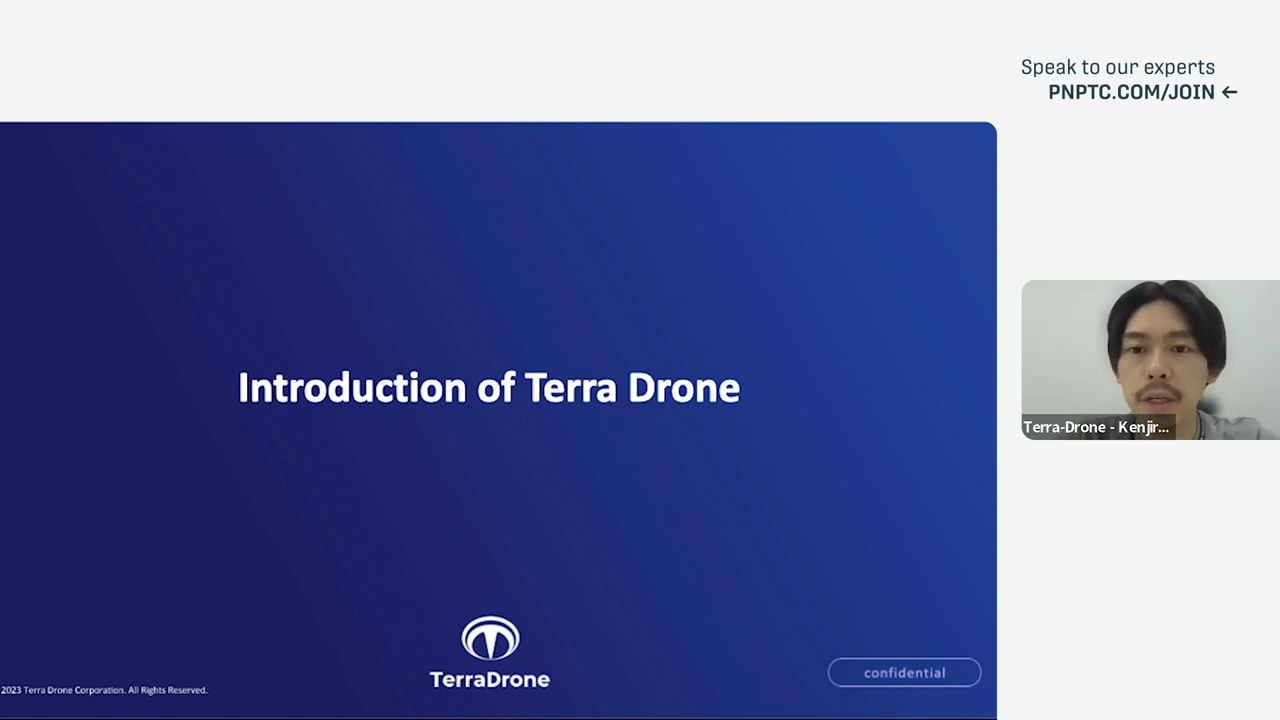 Speak to our experts
PNPTC.COM/JOIN ←
Introduction of Terra Drone
Terra-Drone - Kenjir...
TerraDrone
confidential
2023 Terra Drone Corporation. All Rights Reserved.